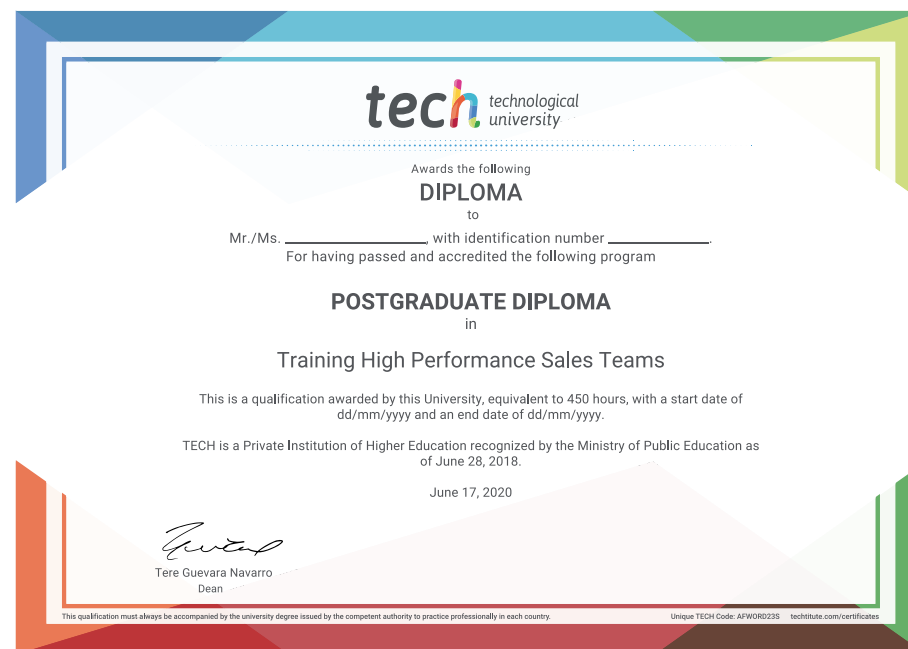 tech technological
university
Awards the following
DIPLOMA
to
Mr./Ms. ____________________, with identification number ______________.
For having passed and accredited the following program
POSTGRADUATE DIPLOMA
in
Training High Performance Sales Teams
This is a qualification awarded by this University, equivalent to 450 hours, with a start date of
dd/mm/yyyy and an end date of dd/mm/yyyy.
TECH is a Private Institution of Higher Education recognized by the Ministry of Public Education as
of June 28, 2018.
June 17, 2020
Tere Guevara Navarro
Dean
This qualification must always be accompanied by the university degree issued by the competent authority to practice professionally in each country. Unique TECH Code: AFWORD23S techtitute.com/certificates